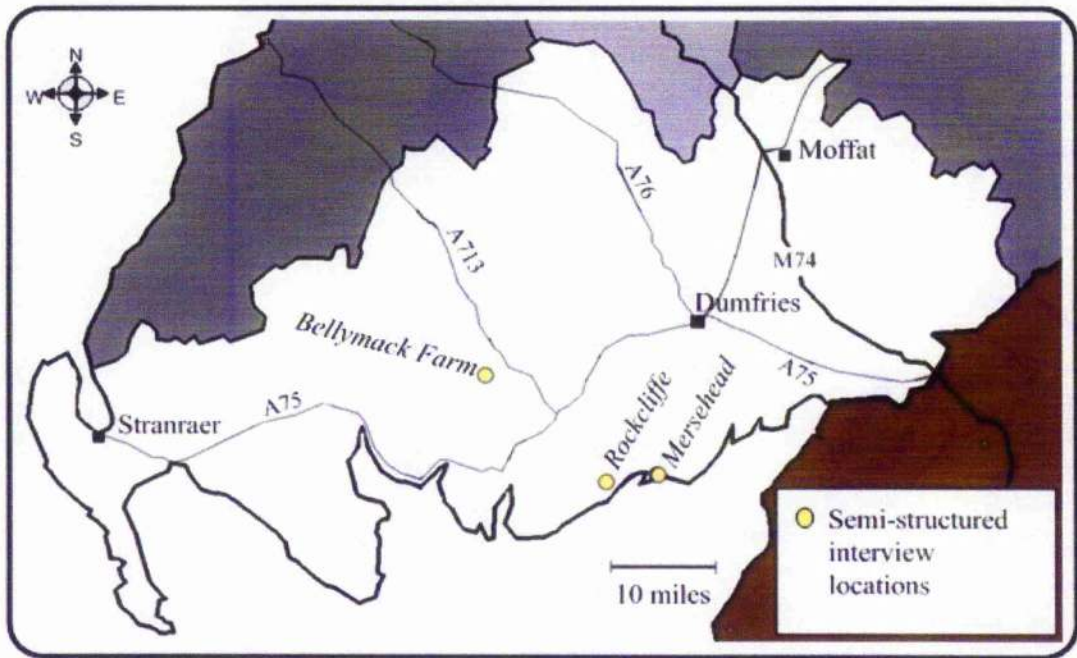 N
W E
S
Moffat
A76
A713
M74
Dumfries
Bellymack Farm
A75
A75
Stranraer
Rockcliffe
Mersehead
10 miles
Semi-structured
interview
locations